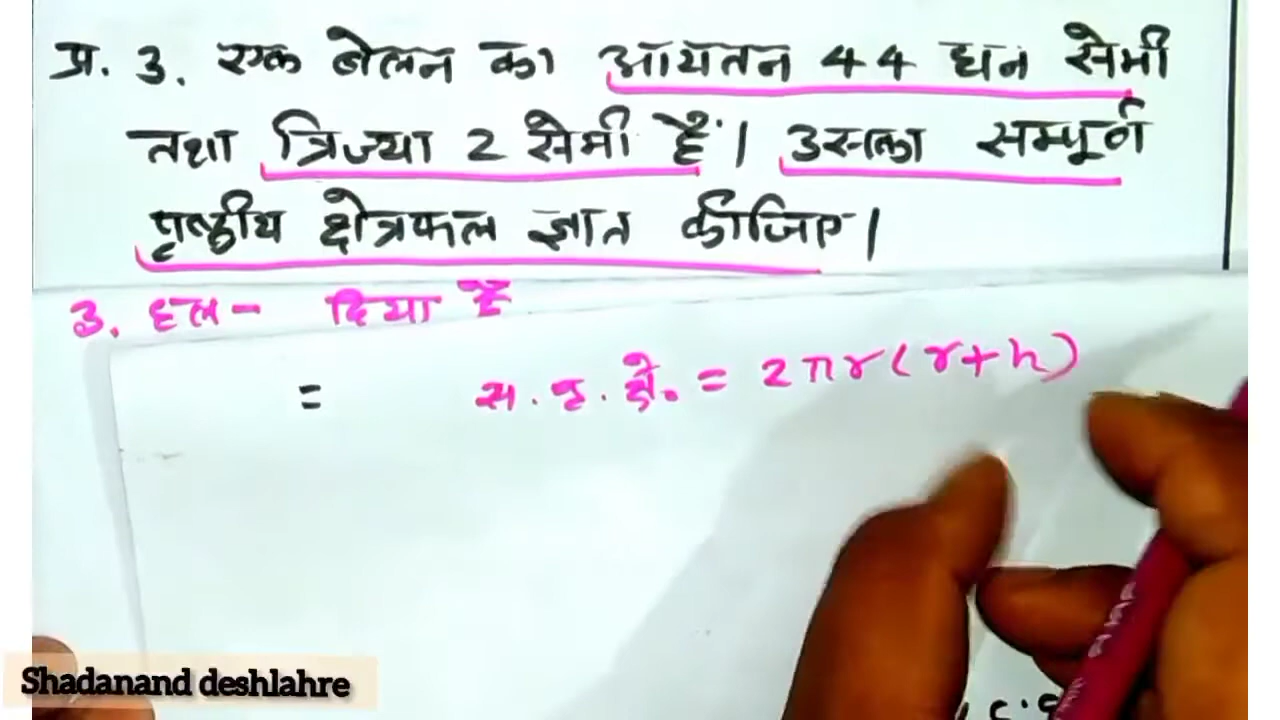 प्र. 3. एक बेलन का आयतन 44 घन सेमी
तथा त्रिज्या 2 सेमी हैं। उसका सम्पूर्ण
पृष्ठीय क्षेत्रफल ज्ञात कीजिए।
3. हल- दिया है
= स.पृ.क्षे. = 2πr(r+h)
Shadanand deshlahre